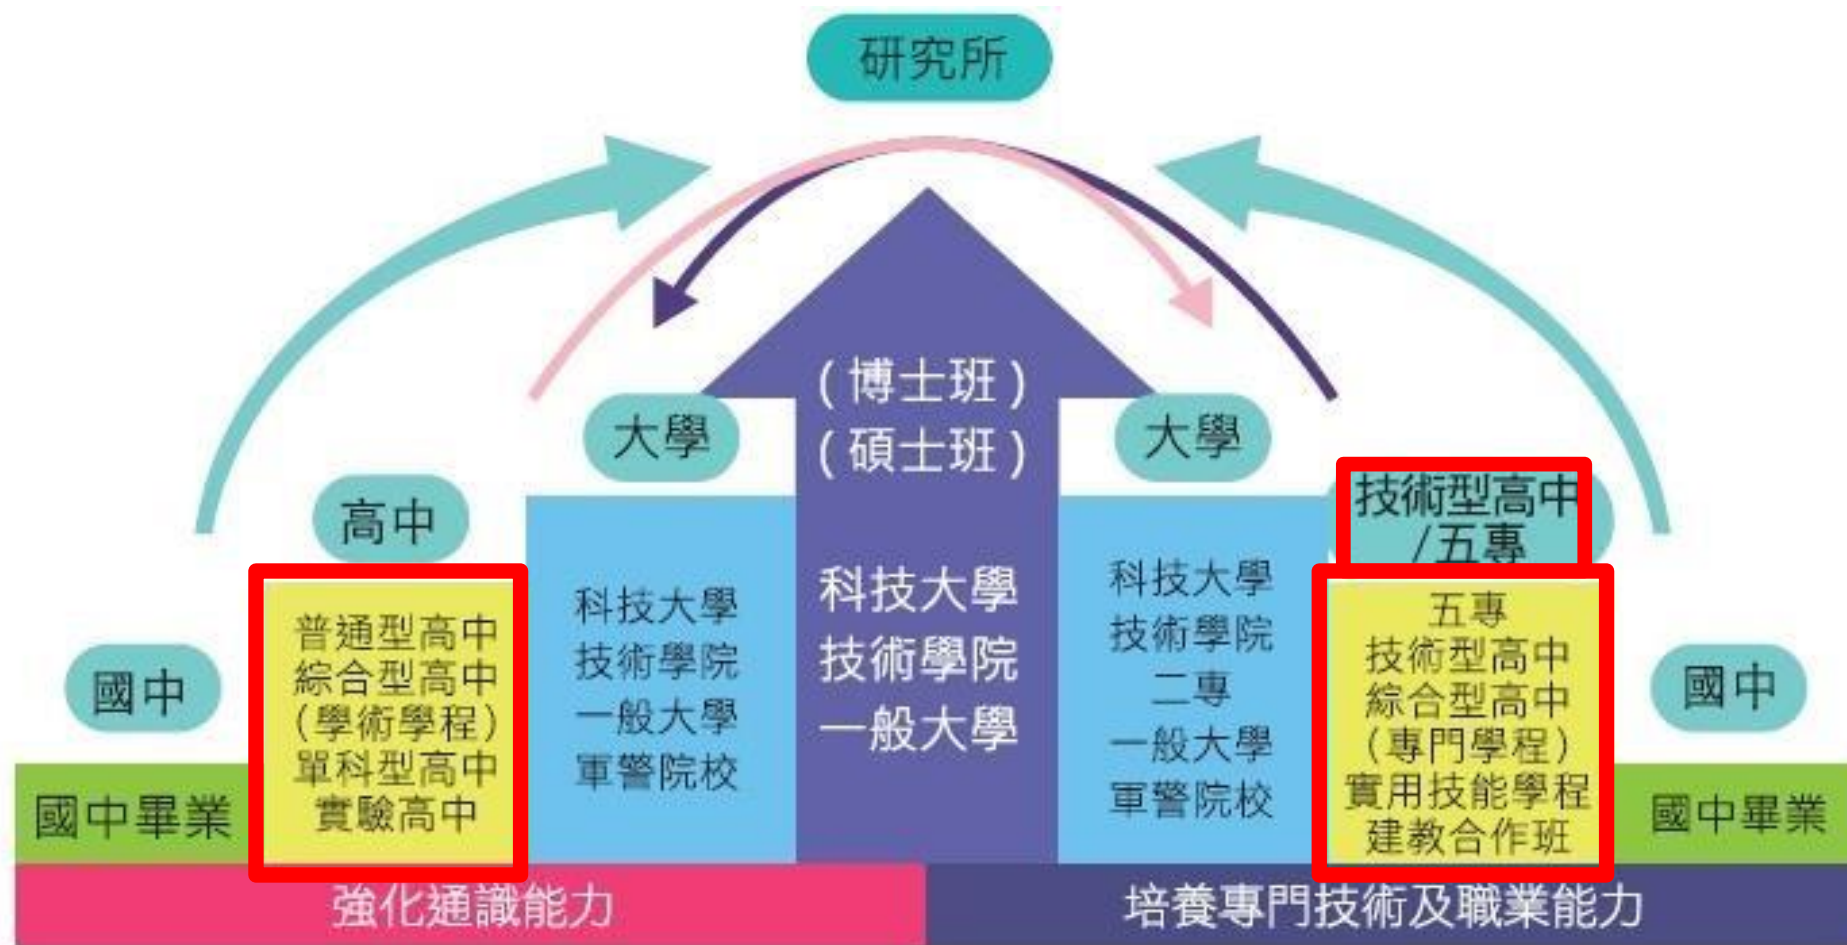 研究所
(博士班)
(碩士班)
科技大學
技術學院
一般大學
大學
科技大學
技術學院
一般大學
軍警院校
高中
普通型高中
綜合型高中
(學術學程)
單科型高中
實驗高中
國中
國中畢業
強化通識能力
大學
科技大學
技術學院
二專
一般大學
軍警院校
技術型高中
/五專
五專
技術型高中
綜合型高中
(專門學程)
實用技能學程
建教合作班
國中
國中畢業
培養專門技術及職業能力